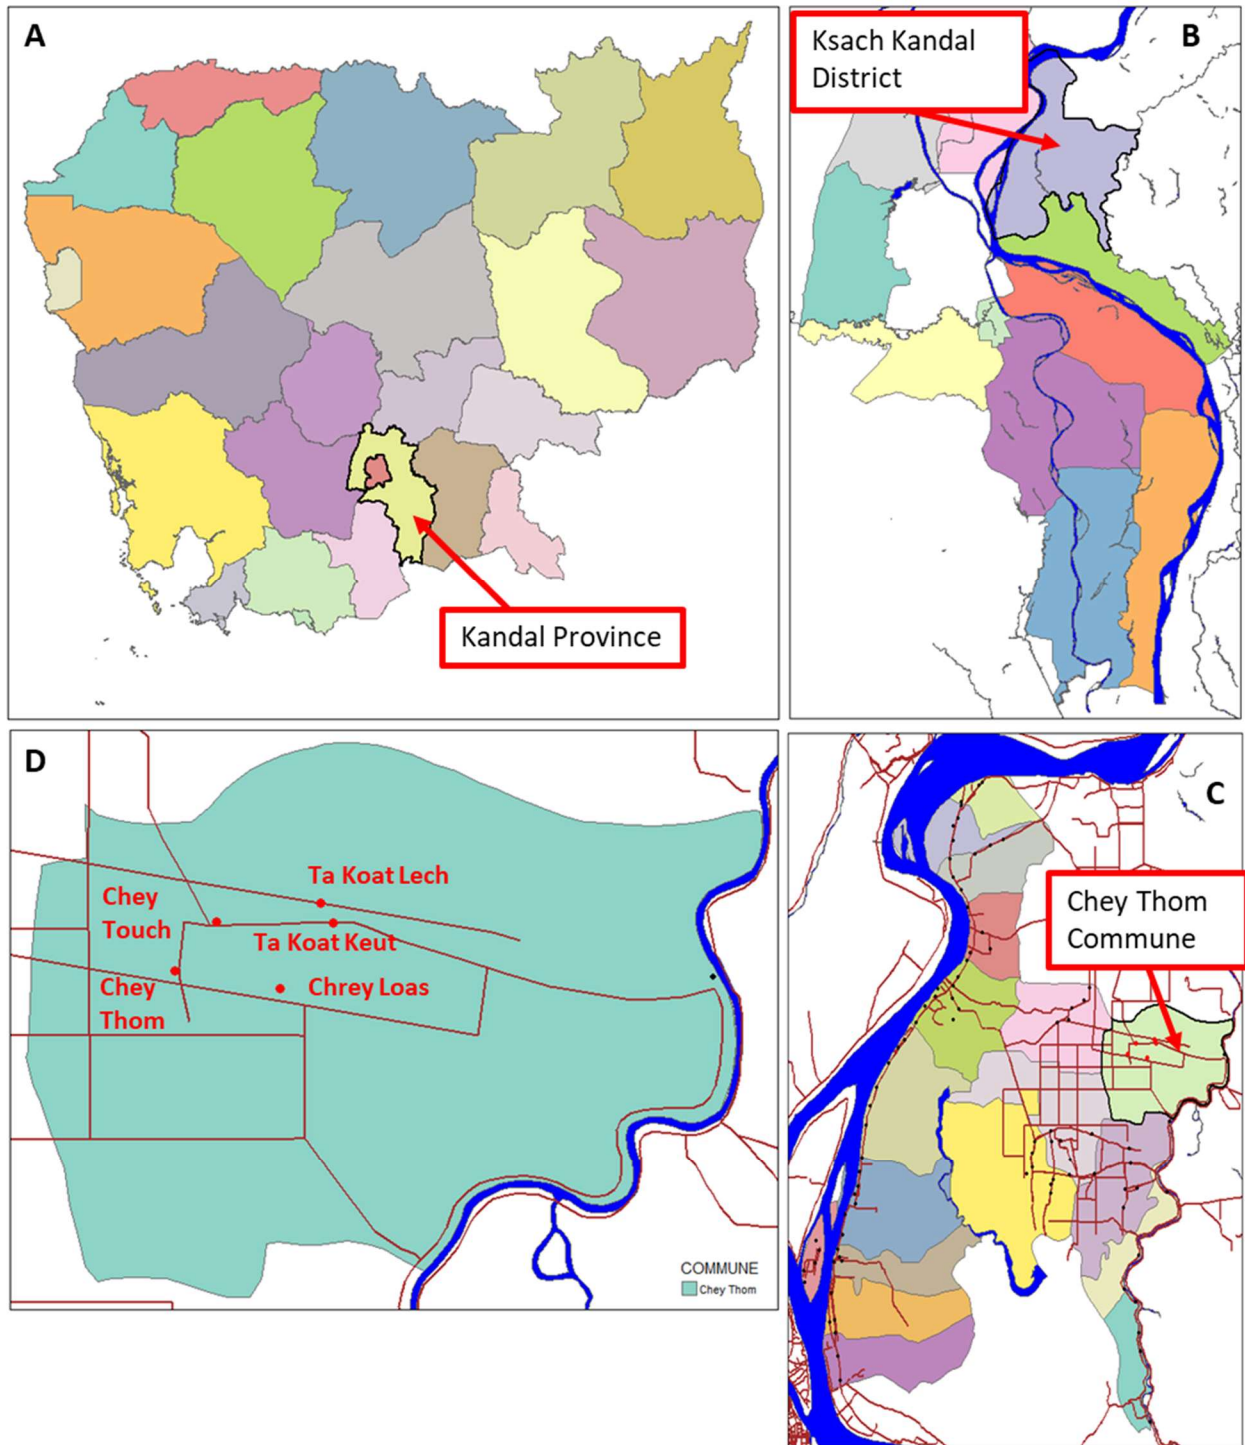 A
Kandal Province
B
Ksach Kandal
District
D
Ta Koat Lech
Chey
Touch
Ta Koat Keut
Chey
Thom
Chrey Loas
COMMUNE
Chey Thom
C
Chey Thom
Commune